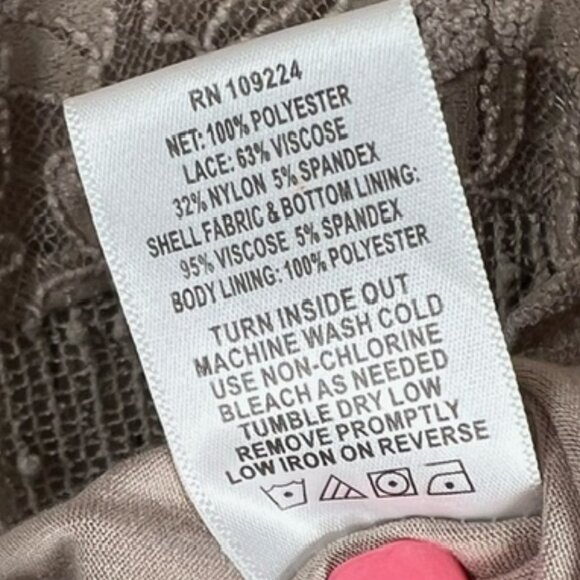 RN 109224
NET: 100% POLYESTER
LACE: 63% VISCOSE
32% NYLON 5% SPANDEX
SHELL FABRIC & BOTTOM LINING:
95% VISCOSE 5% SPANDEX
BODY LINING: 100% POLYESTER
TURN INSIDE OUT
MACHINE WASH COLD
USE NON-CHLORINE
BLEACH AS NEEDED
TUMBLE DRY LOW
REMOVE PROMPTLY
LOW IRON ON REVERSE